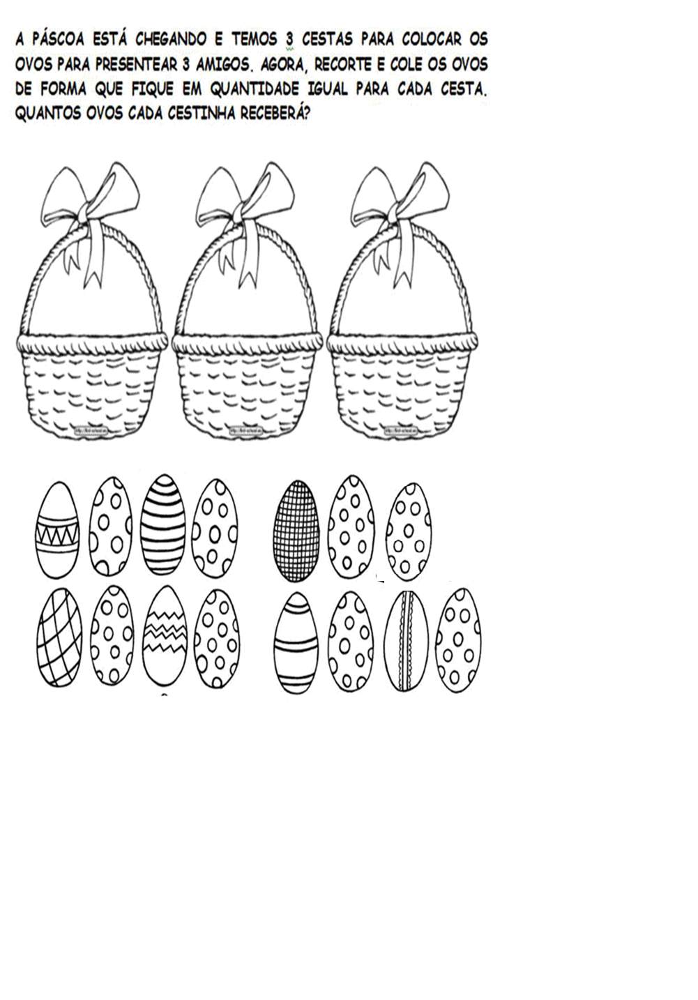 A PÁSCOA ESTÁ CHEGANDO E TEMOS 3 CESTAS PARA COLOCAR OS
OVOS PARA PRESENTEAR 3 AMIGOS. AGORA, RECORTE E COLE OS OVOS
DE FORMA QUE FIQUE EM QUANTIDADE IGUAL PARA CADA CESTA.
QUANTOS OVOS CADA CESTINHA RECEBERÁ?